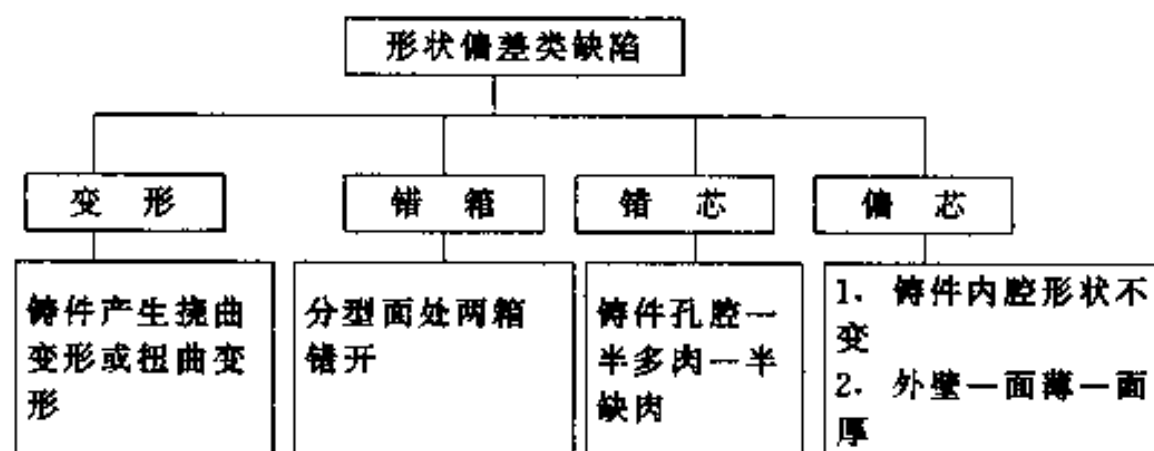 形状偏差类缺陷
变 形
错 箱
错 芯
偏 芯
铸件产生挠曲
变形或扭曲变
形
分型面处两箱
错开
铸件孔腔一
半多肉一半
缺肉
1. 铸件内腔形状不
变
2. 外壁一面薄一面
厚